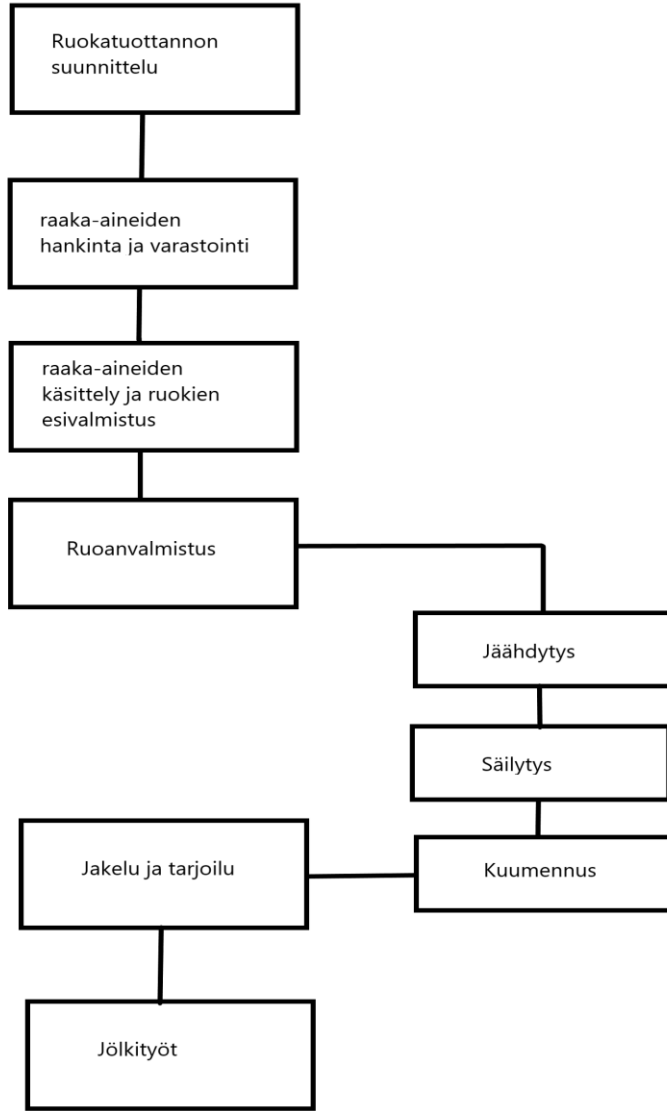 Ruokatuottannon
suunnittelu
raaka-aineiden
hankinta ja varastointi
raaka-aineiden
käsittely ja ruokien
esivalmistus
Ruoanvalmistus
Jäähdytys
Säilytys
Kuumennus
Jakelu ja tarjoilu
Jölkityöt